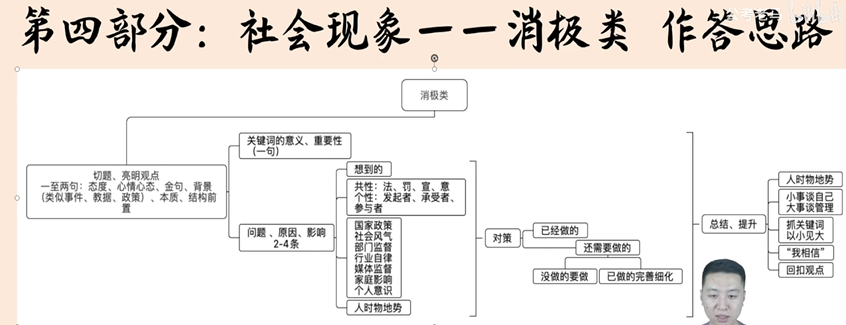 第四部分：社会现象——消极类 作答思路
消极类
切题、亮明观点
一至两句：态度、心情心态、金句、背景
（类似事件、教据、政策）、本质、结构前
置
关键词的意义、重要性
（一句）
问题 、原因、影响
2-4条
想到的
共性：法、罚、宣、意
个性：发起者、承受者、
参与者
国家政策
社会风气
部门监督
行业自律
媒体监督
家庭影响
个人意识
人时物地势
对策
已经做的
还需要做的
没做的要做
已做的完善细化
总结、提升
人时物地势
小事谈自己
大事谈管理
抓关键词
以小见大
“我相信”
回扣观点